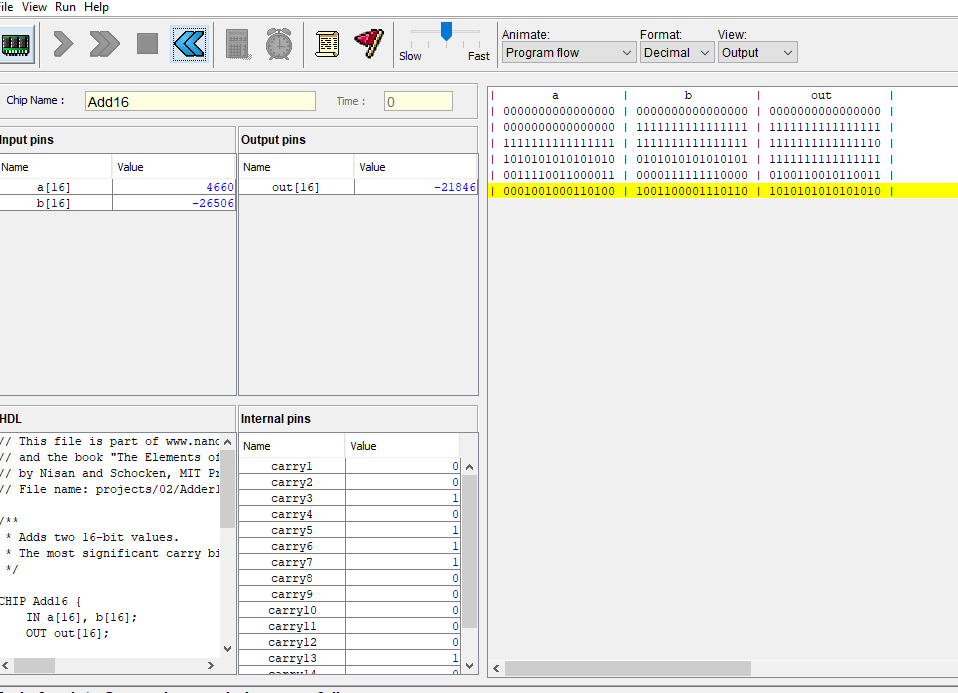 ile View Run Help
Slow Fast
Animate: Format: View:
Program flow Decimal Output
Chip Name : Add16 Time : 0
Input pins
Name Value
a[16] 4660
b[16] -26506
Output pins
Name Value
out[16] -21846
| a | b | out |
| 0000000000000000 | 0000000000000000 | 0000000000000000 |
| 0000000000000000 | 1111111111111111 | 1111111111111111 |
| 1111111111111111 | 1111111111111111 | 1111111111111110 |
| 1010101010101010 | 0101010101010101 | 1111111111111111 |
| 0011110011000011 | 0000111111110000 | 0100110010110011 |
| 0001001000110100 | 1001100001110110 | 1010101010101010 |
HDL
// This file is part of www.nand
// and the book "The Elements of
// by Nisan and Schocken, MIT Pr
// File name: projects/02/Adder1
/**
* Adds two 16-bit values.
* The most significant carry bi
*/
CHIP Add16 {
IN a[16], b[16];
OUT out[16];
Internal pins
Name Value
carry1 0
carry2 0
carry3 1
carry4 0
carry5 1
carry6 1
carry7 1
carry8 0
carry9 0
carry10 0
carry11 0
carry12 0
carry13 1
carry14 0